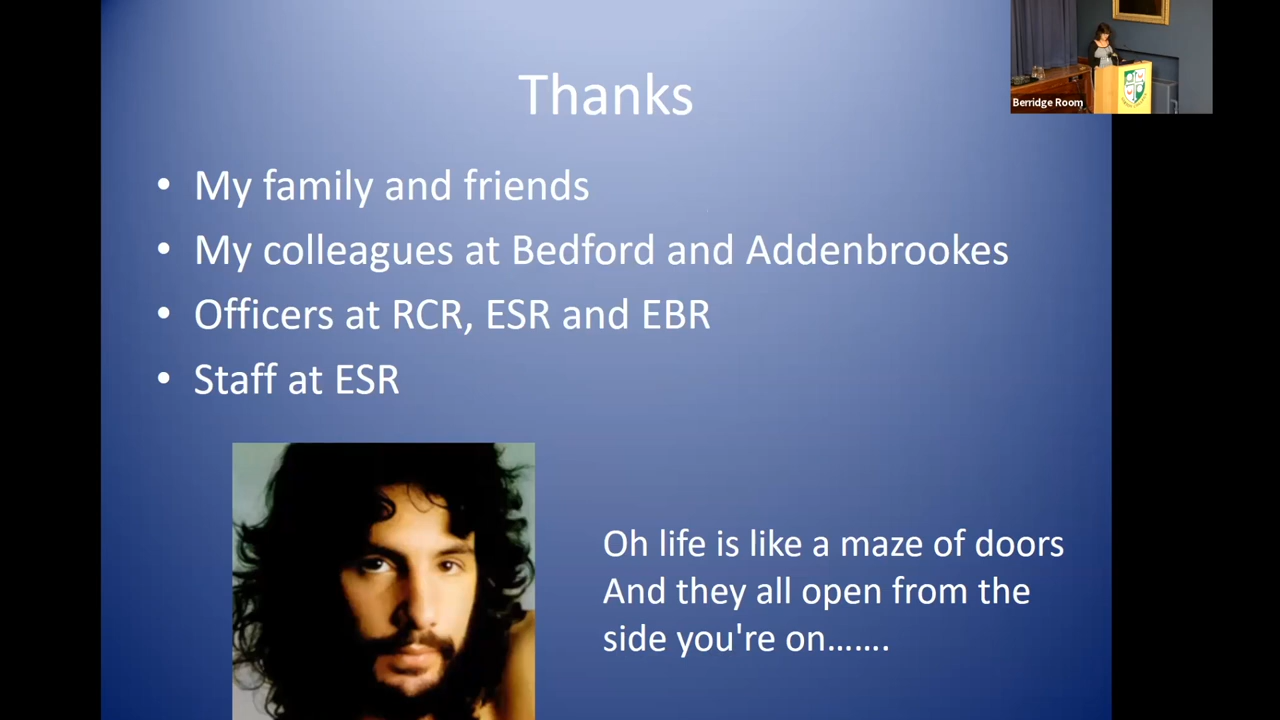 Thanks
Berridge Room
• My family and friends
• My colleagues at Bedford and Addenbrookes
• Officers at RCR, ESR and EBR
• Staff at ESR
Oh life is like a maze of doors
And they all open from the
side you're on.......